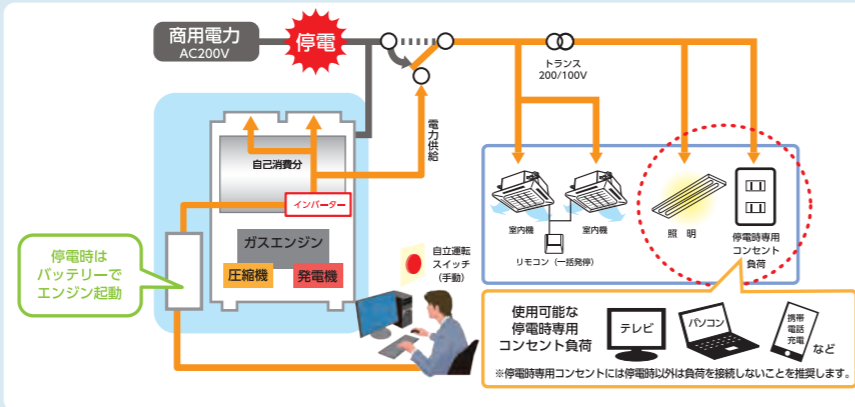 商用電力
AC200V
停電
トランス
200/100V
電力供給
自己消費分
インバーター
ガスエンジン
圧縮機
発電機
停電時は
バッテリーで
エンジン起動
自立運転
スイッチ
（手動）
室内機
室内機
リモコン（一括発停）
照 明
停電時専用
コンセント
負荷
使用可能な
停電時専用
コンセント負荷
テレビ
パソコン
携帯
電話
充電
など
※停電時専用コンセントには停電時以外は負荷を接続しないことを推奨します。